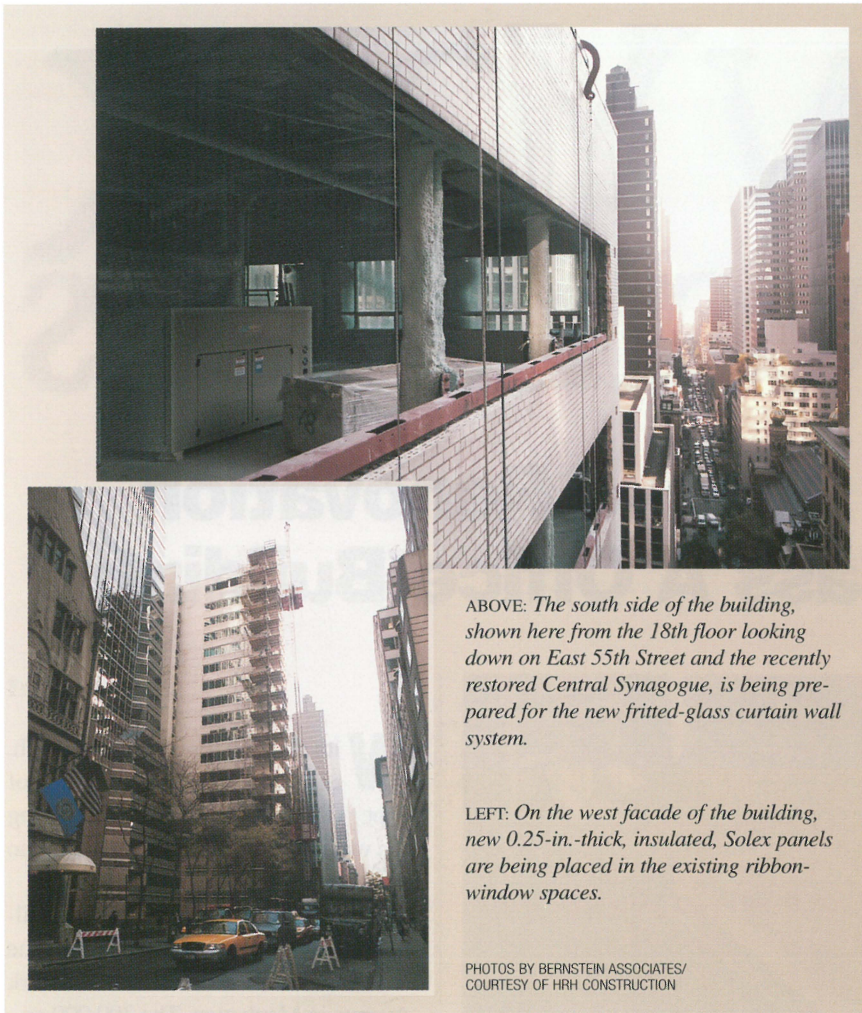 ABOVE: The south side of the building,
shown here from the 18th floor looking
down on East 55th Street and the recently
restored Central Synagogue, is being pre-
pared for the new fritted-glass curtain wall
system.
LEFT: On the west facade of the building,
new 0.25-in.-thick, insulated, Solex panels
are being placed in the existing ribbon-
window spaces.
PHOTOS BY BERNSTEIN ASSOCIATES/
COURTESY OF HRH CONSTRUCTION